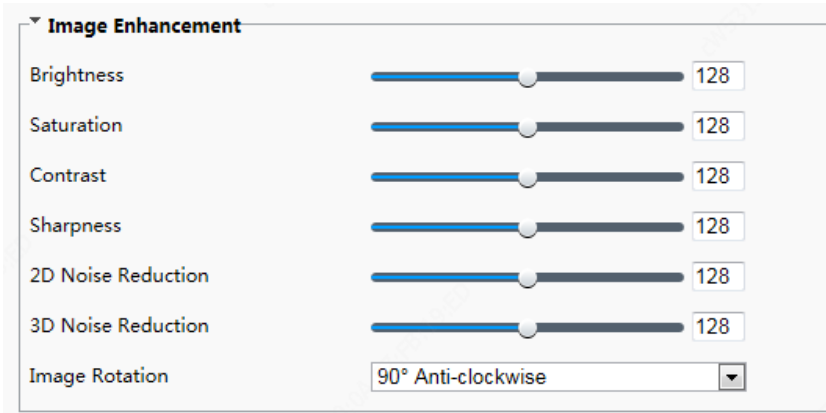 Image Enhancement
Brightness 128
Saturation 128
Contrast 128
Sharpness 128
2D Noise Reduction 128
3D Noise Reduction 128
Image Rotation 90° Anti-clockwise